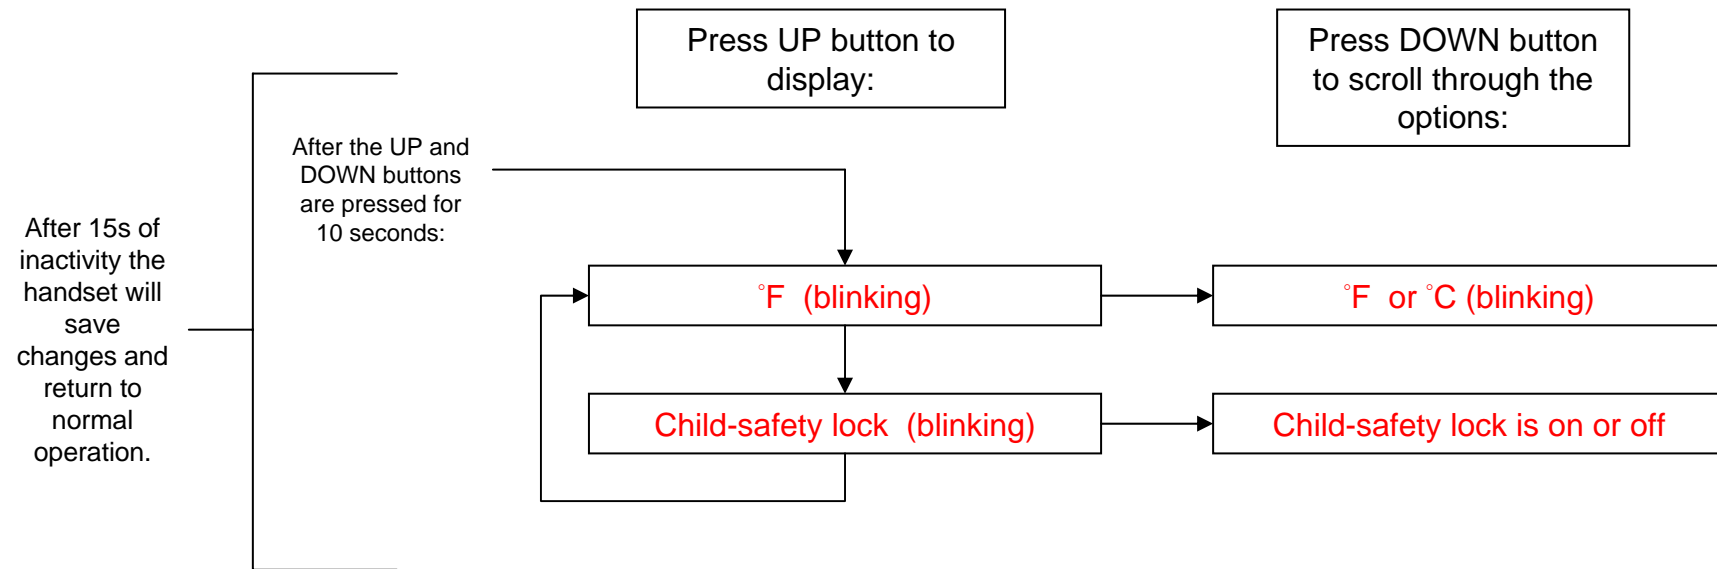 Press UP button to
display:
Press DOWN button
to scroll through the
options:
After the UP and
DOWN buttons
are pressed for
10 seconds:
After 15s of
inactivity the
handset will
save
changes and
return to
normal
operation.
°F (blinking)
°F or °C (blinking)
Child-safety lock (blinking)
Child-safety lock is on or off